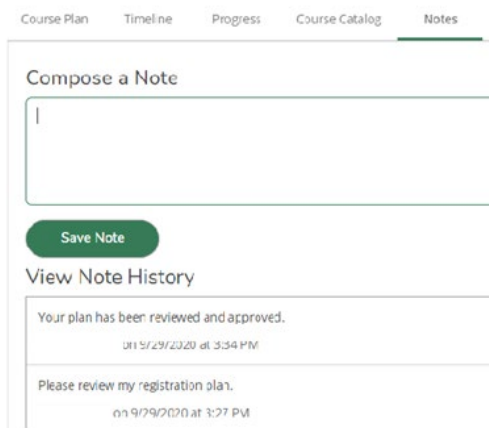 Course Plan Timeline Progress Course Catalog Notes
Compose a Note
Save Note
View Note History
Your plan has been reviewed and approved.
on 9/29/2020 at 3:34 PM
Please review my registration plan.
on 9/29/2020 at 3:27 PM